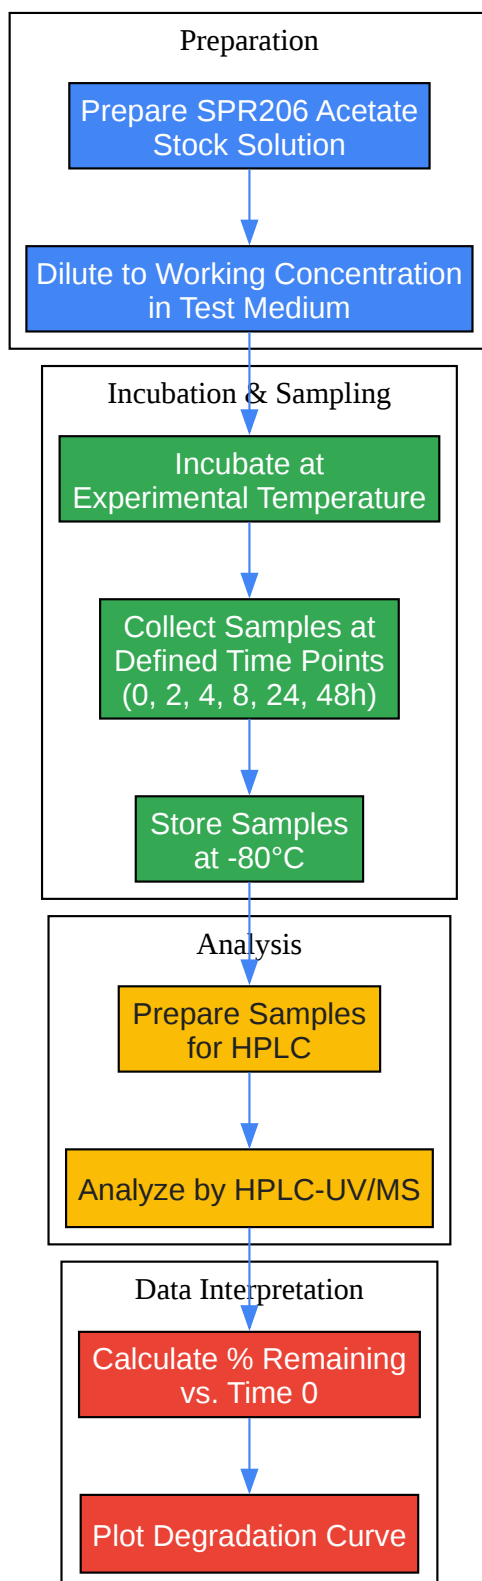 Preparation
Prepare SPR206 Acetate
Stock Solution
Dilute to Working Concentration
in Test Medium
Incubation & Sampling
Incubate at
Experimental Temperature
Collect Samples at
Defined Time Points
(0, 2, 4, 8, 24, 48h)
Store Samples
at -80°C
Analysis
Prepare Samples
for HPLC
Analyze by HPLC-UV/MS
Data Interpretation
Calculate % Remaining
vs. Time 0
Plot Degradation Curve